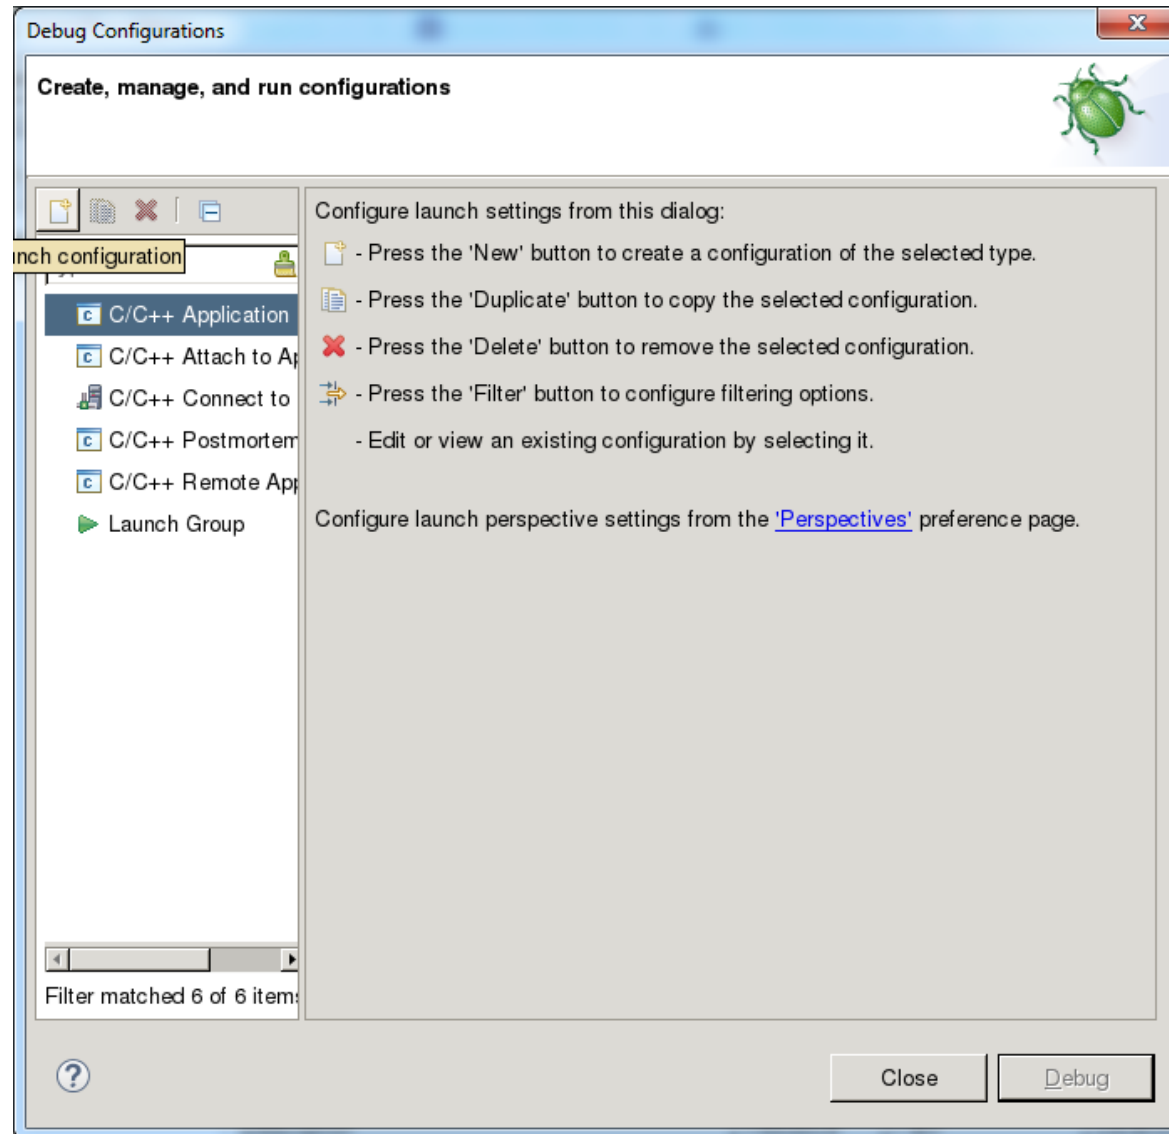 Debug Configurations
Create, manage, and run configurations
Configure launch settings from this dialog:
configuration
- Press the 'New' button to create a configuration of the selected type.
- Press the 'Duplicate' button to copy the selected configuration.
- Press the 'Delete' button to remove the selected configuration.
- Press the 'Filter' button to configure filtering options.
- Edit or view an existing configuration by selecting it.
Configure launch perspective settings from the 'Perspectives' preference page.
C/C++ Application
C/C++ Attach to
C/C++ Connect to
C/C++ Postmortem
C/C++ Remote
Launch Group
Filter matched 6 of 6
Close
Debug